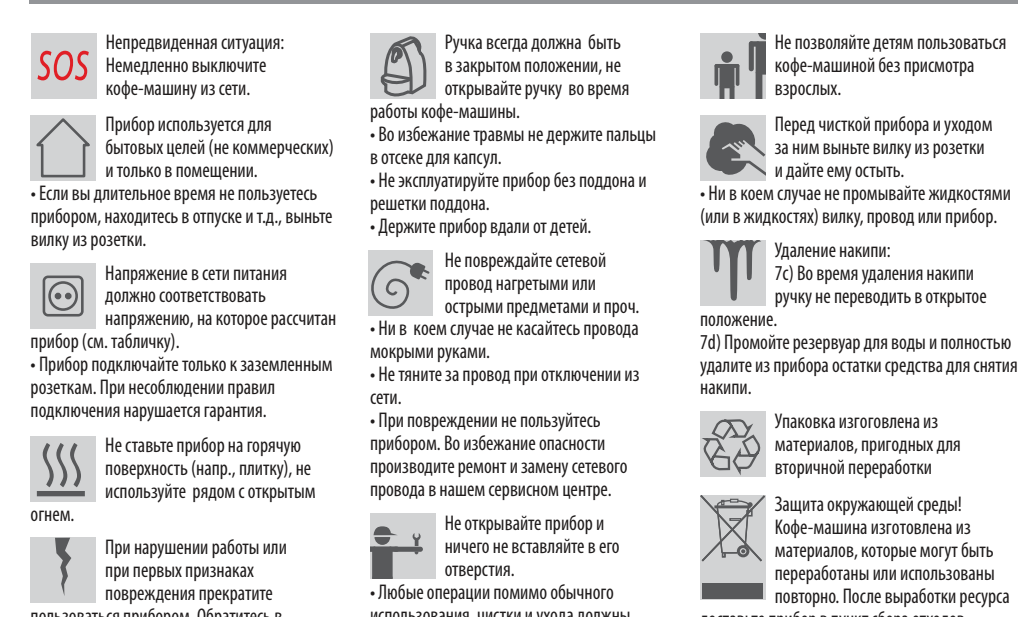 SOS
Непредвиденная ситуация:
Немедленно выключите
кофе-машину из сети.
Прибор используется для
бытовых целей (не коммерческих)
и только в помещении.
• Если вы длительное время не пользуетесь
прибором, находитесь в отпуске и т.д., выньте
вилку из розетки.
Напряжение в сети питания
должно соответствовать
напряжению, на которое рассчитан
прибор (см. табличку).
• Прибор подключайте только к заземленным
розеткам. При несоблюдении правил
подключения нарушается гарантия.
Не ставьте прибор на горячую
поверхность (напр., плитку), не
используйте рядом с открытым
огнем.
При нарушении работы или
при первых признаках
повреждения прекратите
пользоваться прибором. Обратитесь в
Ручка всегда должна быть
в закрытом положении, не
открывайте ручку во время
работы кофе-машины.
• Во избежание травмы не держите пальцы
в отсеке для капсул.
• Не эксплуатируйте прибор без поддона и
решетки поддона.
• Держите прибор вдали от детей.
Не повреждайте сетевой
провод нагретыми или
острыми предметами и проч.
• Ни в коем случае не касайтесь провода
мокрыми руками.
• Не тяните за провод при отключении из
сети.
• При повреждении не пользуйтесь
прибором. Во избежание опасности
производите ремонт и замену сетевого
провода в нашем сервисном центре.
Не открывайте прибор и
ничего не вставляйте в его
отверстия.
• Любые операции помимо обычного
использования, чистки и ухода должны
Не позволяйте детям пользоваться
кофе-машиной без присмотра
взрослых.
Перед чисткой прибора и уходом
за ним выньте вилку из розетки
и дайте ему остыть.
• Ни в коем случае не промывайте жидкостями
(или в жидкостях) вилку, провод или прибор.
Удаление накипи:
7c) Во время удаления накипи
ручку не переводить в открытое
положение.
7d) Промойте резервуар для воды и полностью
удалите из прибора остатки средства для снятия
накипи.
Упаковка изгоговлена из
материалов, пригодных для
вторичной переработки
Защита окружающей среды!
Кофе-машина изготовлена из
материалов, которые могут быть
переработаны или использованы
повторно. После выработки ресурса
доставьте прибор в пункт сбора отходов